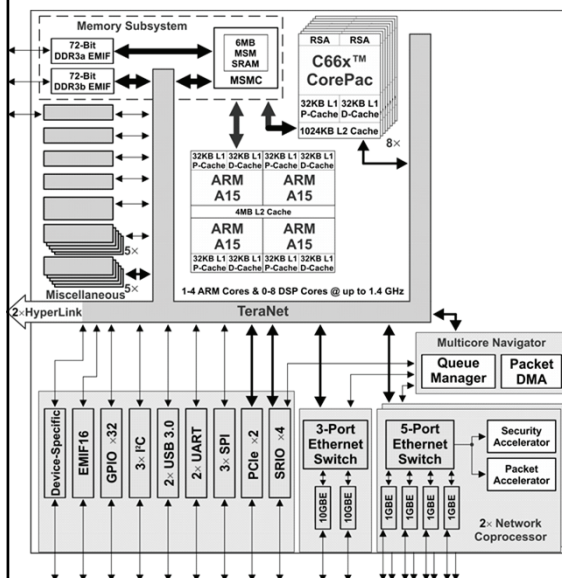 Memory Subsystem
72-Bit
DDR3a EMIF
72-Bit
DDR3b EMIF
6MB
MSM
SRAM
MSMC
RSA RSA
C66x™
CorePac
32KB L1 32KB L1
P-Cache D-Cache
1024KB L2 Cache
8×
32KB L1 32KB L1 32KB L1 32KB L1
P-Cache D-Cache P-Cache D-Cache
ARM ARM
A15 A15
4MB L2 Cache
ARM ARM
A15 A15
32KB L1 32KB L1 32KB L1 32KB L1
P-Cache D-Cache P-Cache D-Cache
5×
5×
Miscellaneous
1-4 ARM Cores & 0-8 DSP Cores @ up to 1.4 GHz
2×HyperLink
TeraNet
Multicore Navigator
Queue
Manager
Packet
DMA
Device-Specific
EMIF16
GPIO ×32
3× I²C
2× USB 3.0
2× UART
3× SPI
PCIe ×2
SRIO ×4
3-Port
Ethernet
Switch
10GBE
10GBE
5-Port
Ethernet
Switch
1GBE
1GBE
1GBE
1GBE
Security
Accelerator
Packet
Accelerator
2× Network
Coprocessor